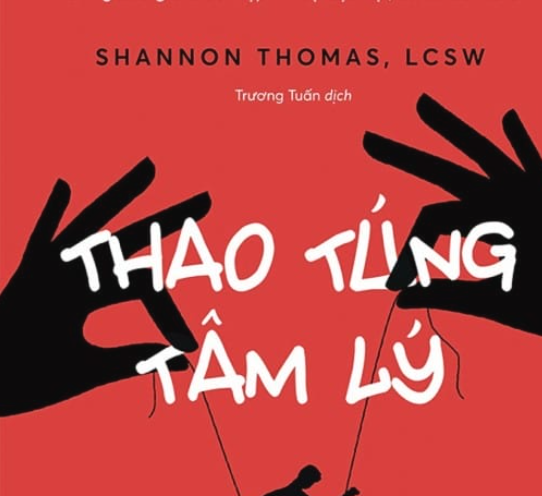 SHANNON THOMAS, LCSW
Trương Tuấn dịch
THAO TÚNG
TÂM LÝ